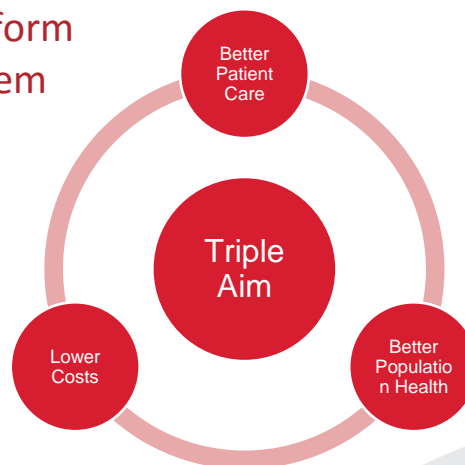 form
em
Better
Patient
Care
Triple
Aim
Lower
Costs
Better
Populatio
n Health